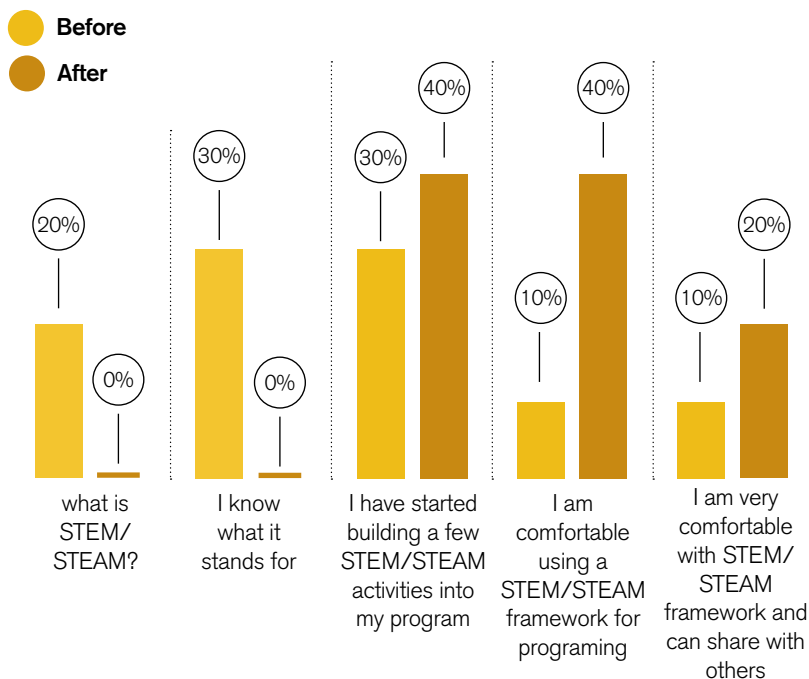 Before
After
20%
0%
30%
0%
30%
40%
10%
40%
10%
20%
what is
STEM/
STEAM?
I know
what it
stands for
I have started
building a few
STEM/STEAM
activities into
my program
I am
comfortable
using a
STEM/STEAM
framework for
programing
I am very
comfortable
with STEM/
STEAM
framework and
can share with
others